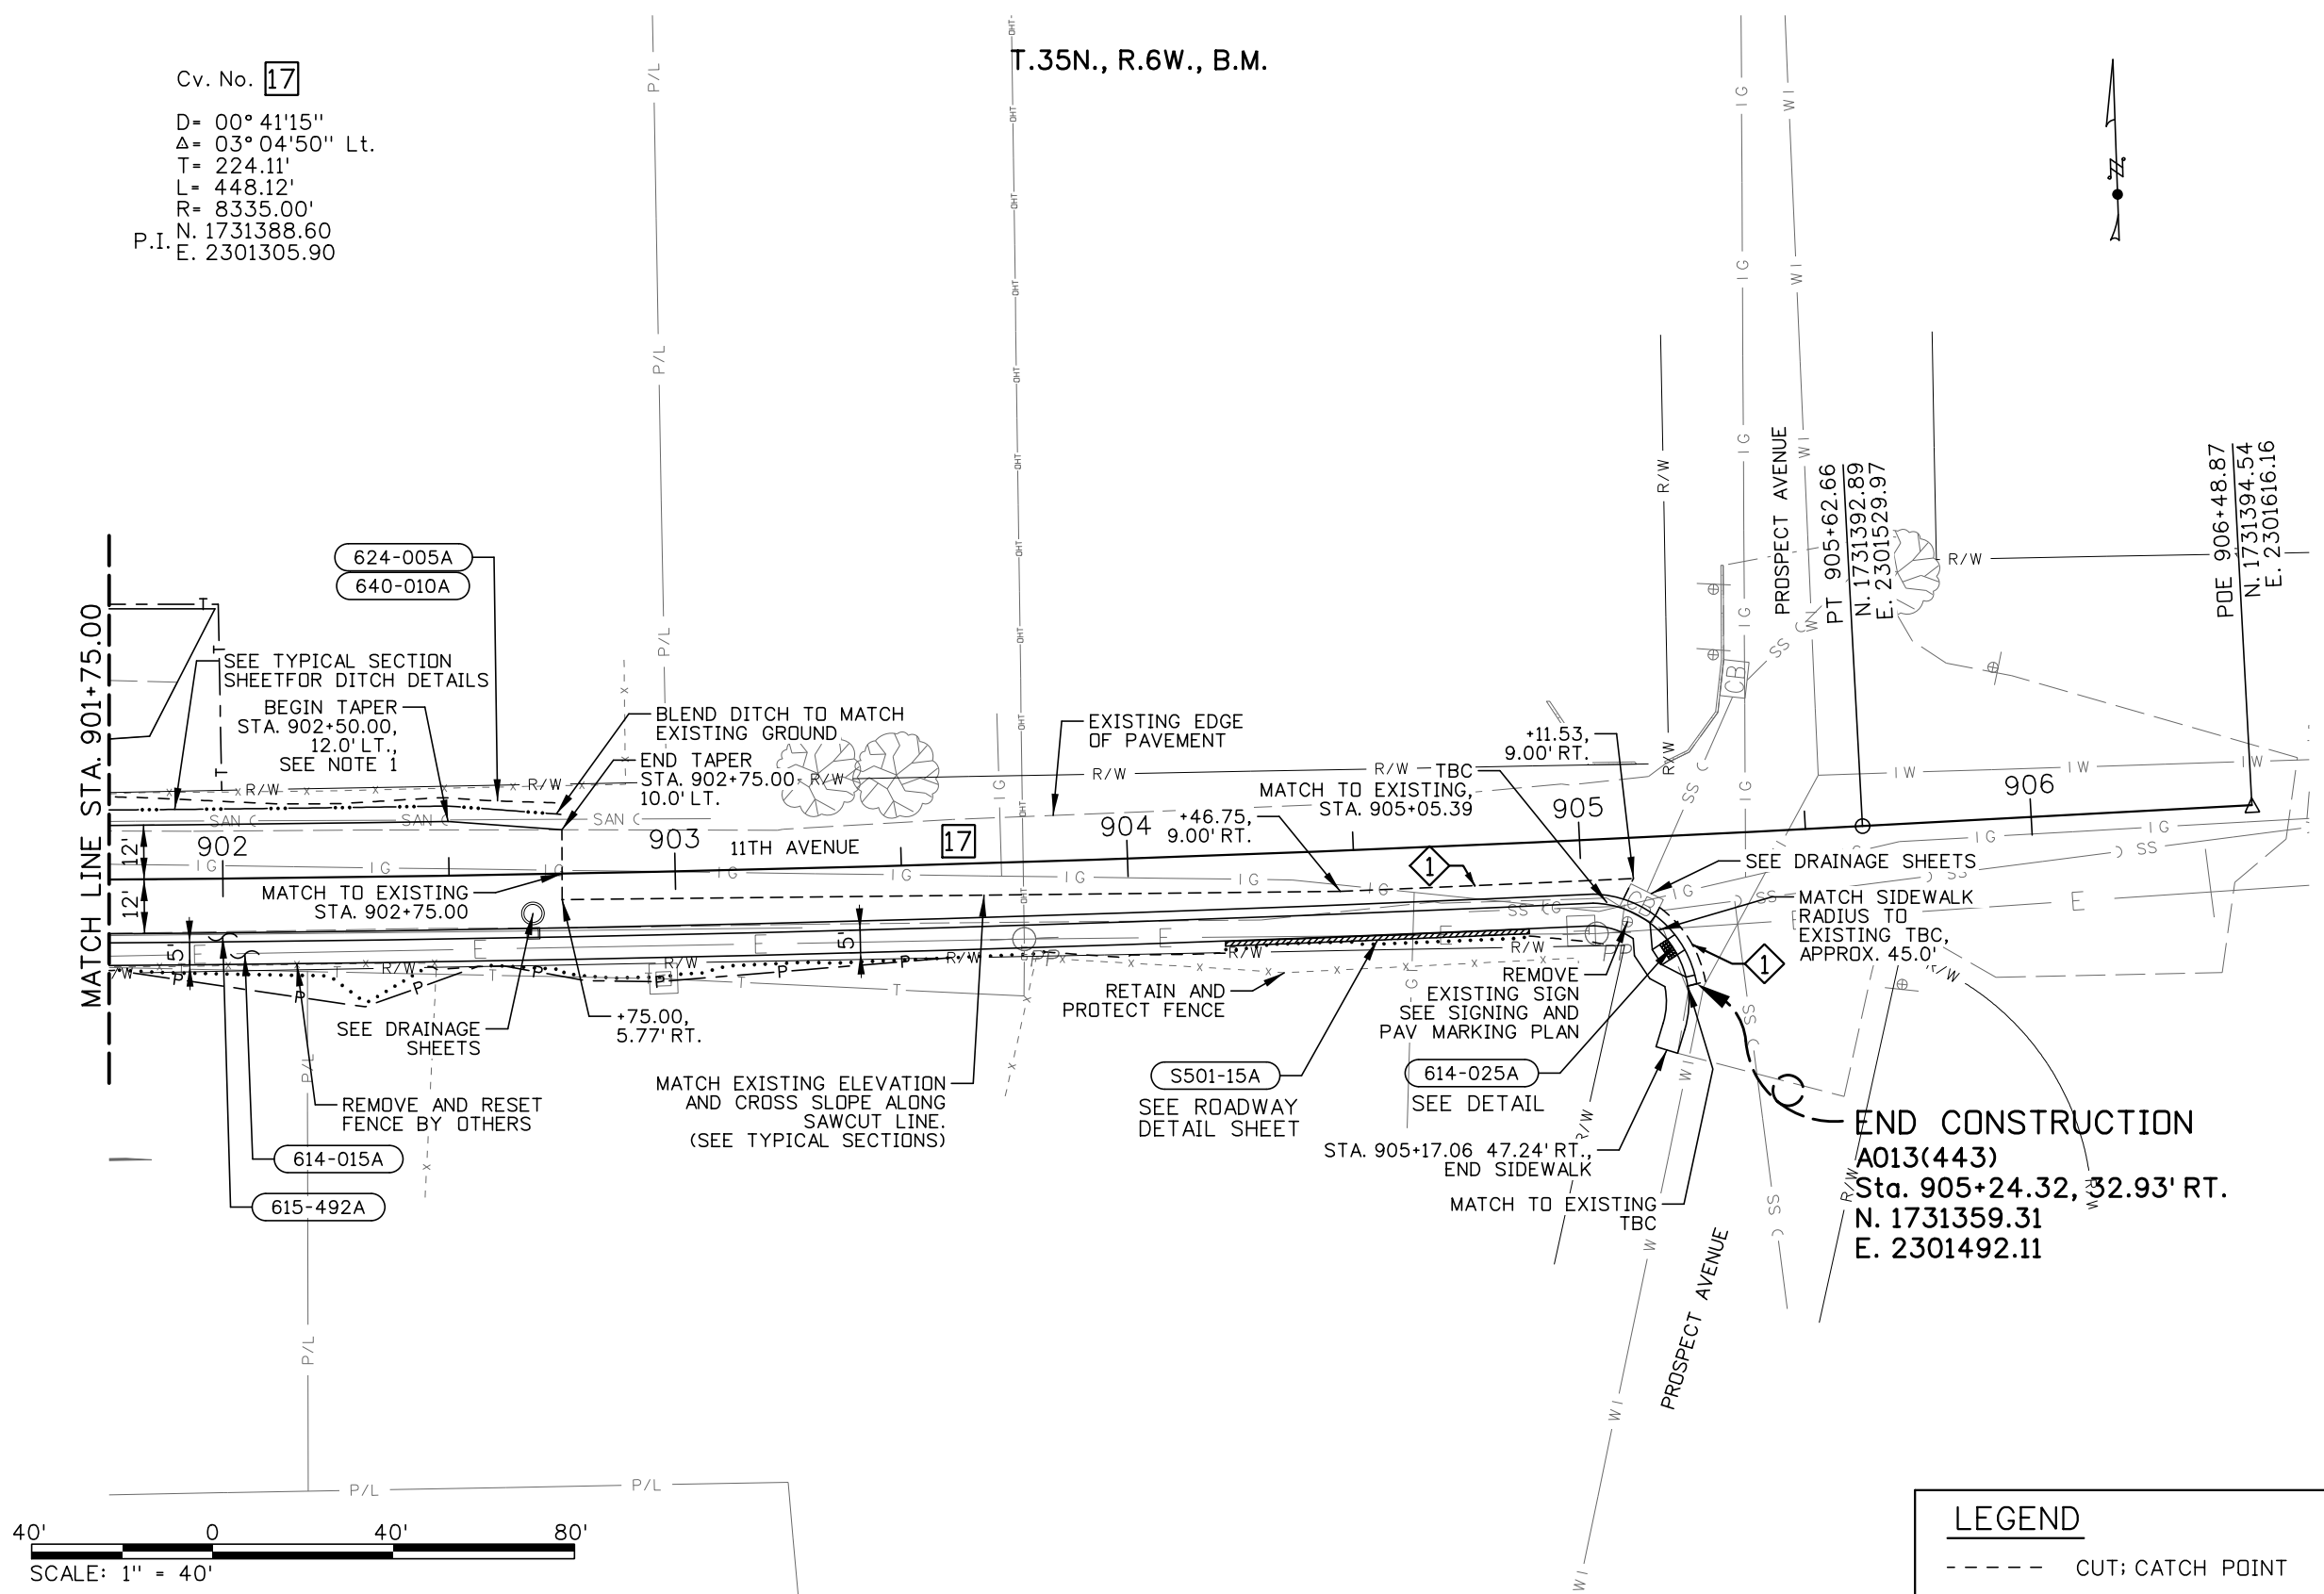 T.35N., R.6W., B.M.
Cv. No. 17
D= 00° 41'15"
Δ= 03° 04'50" Lt.
T= 224.11'
L= 448.12'
R= 8335.00'
P.I. N. 1731388.60
E. 2301305.90
P/L
P/L
P/L
OHT
IG
WI
R/W
PROSPECT AVENUE
PT 905+62.66
N. 1731392.89
E. 2301529.97
POE 906+48.87
N. 1731394.54
E. 2301616.16
MATCH LINE STA. 901+75.00
624-005A
640-010A
SEE TYPICAL SECTION
SHEETFOR DITCH DETAILS
BEGIN TAPER
STA. 902+50.00,
12.0' LT.,
SEE NOTE 1
BLEND DITCH TO MATCH
EXISTING GROUND
END TAPER
STA. 902+75.00
10.0' LT.
EXISTING EDGE
OF PAVEMENT
+11.53,
9.00' RT.
TBC
MATCH TO EXISTING,
STA. 905+05.39
+46.75,
9.00' RT.
CB
SS
SAN
12'
12'
902
903
904
905
906
11TH AVENUE
17
1
MATCH TO EXISTING
STA. 902+75.00
SEE DRAINAGE SHEETS
MATCH SIDEWALK
RADIUS TO
EXISTING TBC,
APPROX. 45.0'
1
5'
5'
E
PP
PP
R/W
SEE DRAINAGE
SHEETS
+75.00,
5.77' RT.
RETAIN AND
PROTECT FENCE
REMOVE
EXISTING SIGN
SEE SIGNING AND
PAV MARKING PLAN
MATCH EXISTING ELEVATION
AND CROSS SLOPE ALONG
SAWCUT LINE.
(SEE TYPICAL SECTIONS)
S501-15A
SEE ROADWAY
DETAIL SHEET
614-025A
SEE DETAIL
REMOVE AND RESET
FENCE BY OTHERS
614-015A
615-492A
STA. 905+17.06 47.24' RT.,
END SIDEWALK
MATCH TO EXISTING
TBC
END CONSTRUCTION
A013(443)
Sta. 905+24.32, 32.93' RT.
N. 1731359.31
E. 2301492.11
PROSPECT AVENUE
P/L
P/L
P/L
P/L
40' 0 40' 80'
SCALE: 1" = 40'
LEGEND
CUT; CATCH POINT